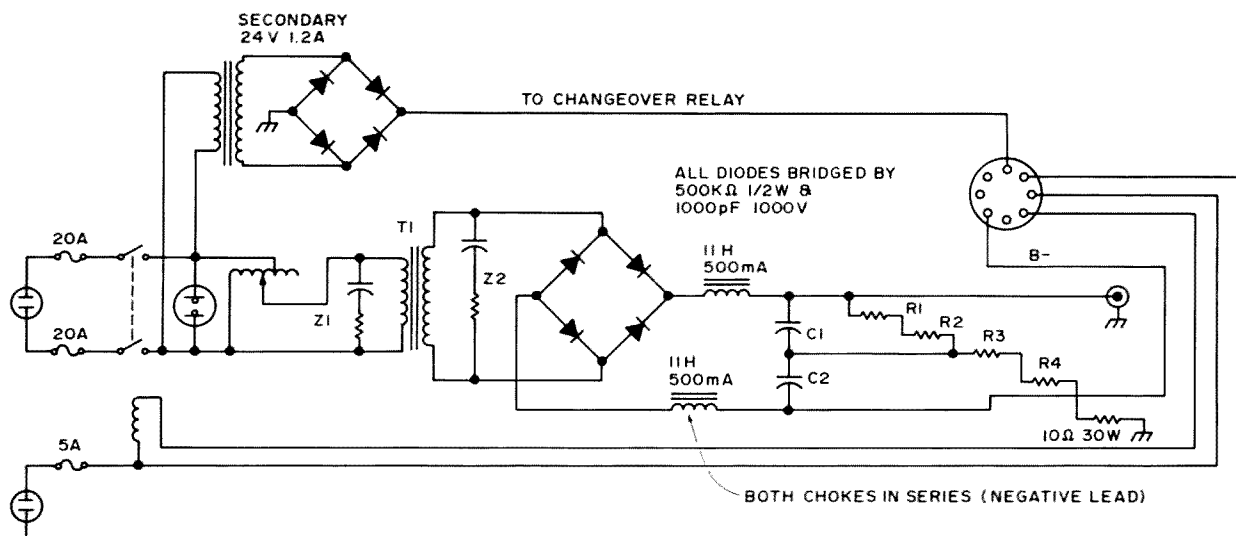 SECONDARY
24V 1.2A
TO CHANGEOVER RELAY
ALL DIODES BRIDGED BY
500KΩ 1/2W &
1000pF 1000V
20A
T1
Z2
11H
500mA
B-
Z1
C1
R1
R2
R3
20A
11H
500mA
C2
R4
5A
10Ω 30W
BOTH CHOKES IN SERIES (NEGATIVE LEAD)